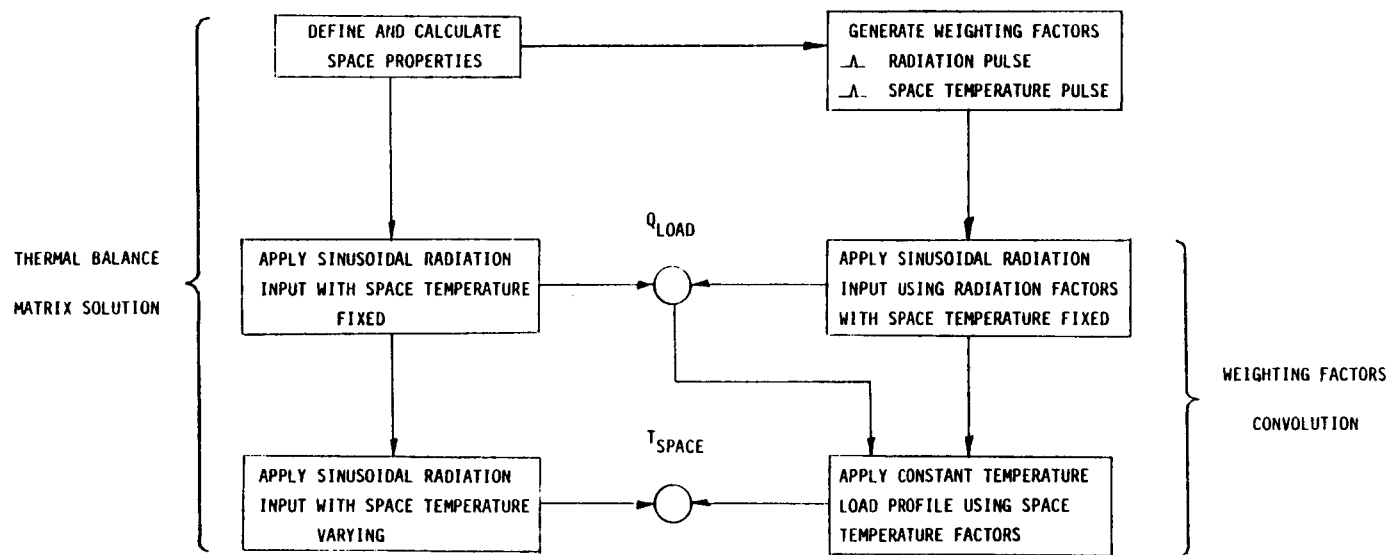 DEFINE AND CALCULATE
SPACE PROPERTIES
GENERATE WEIGHTING FACTORS
RADIATION PULSE
SPACE TEMPERATURE PULSE
THERMAL BALANCE
MATRIX SOLUTION
APPLY SINUSOIDAL RADIATION
INPUT WITH SPACE TEMPERATURE
FIXED
QLOAD
APPLY SINUSOIDAL RADIATION
INPUT USING RADIATION FACTORS
WITH SPACE TEMPERATURE FIXED
WEIGHTING FACTORS
CONVOLUTION
APPLY SINUSOIDAL RADIATION
INPUT WITH SPACE TEMPERATURE
VARYING
TSPACE
APPLY CONSTANT TEMPERATURE
LOAD PROFILE USING SPACE
TEMPERATURE FACTORS